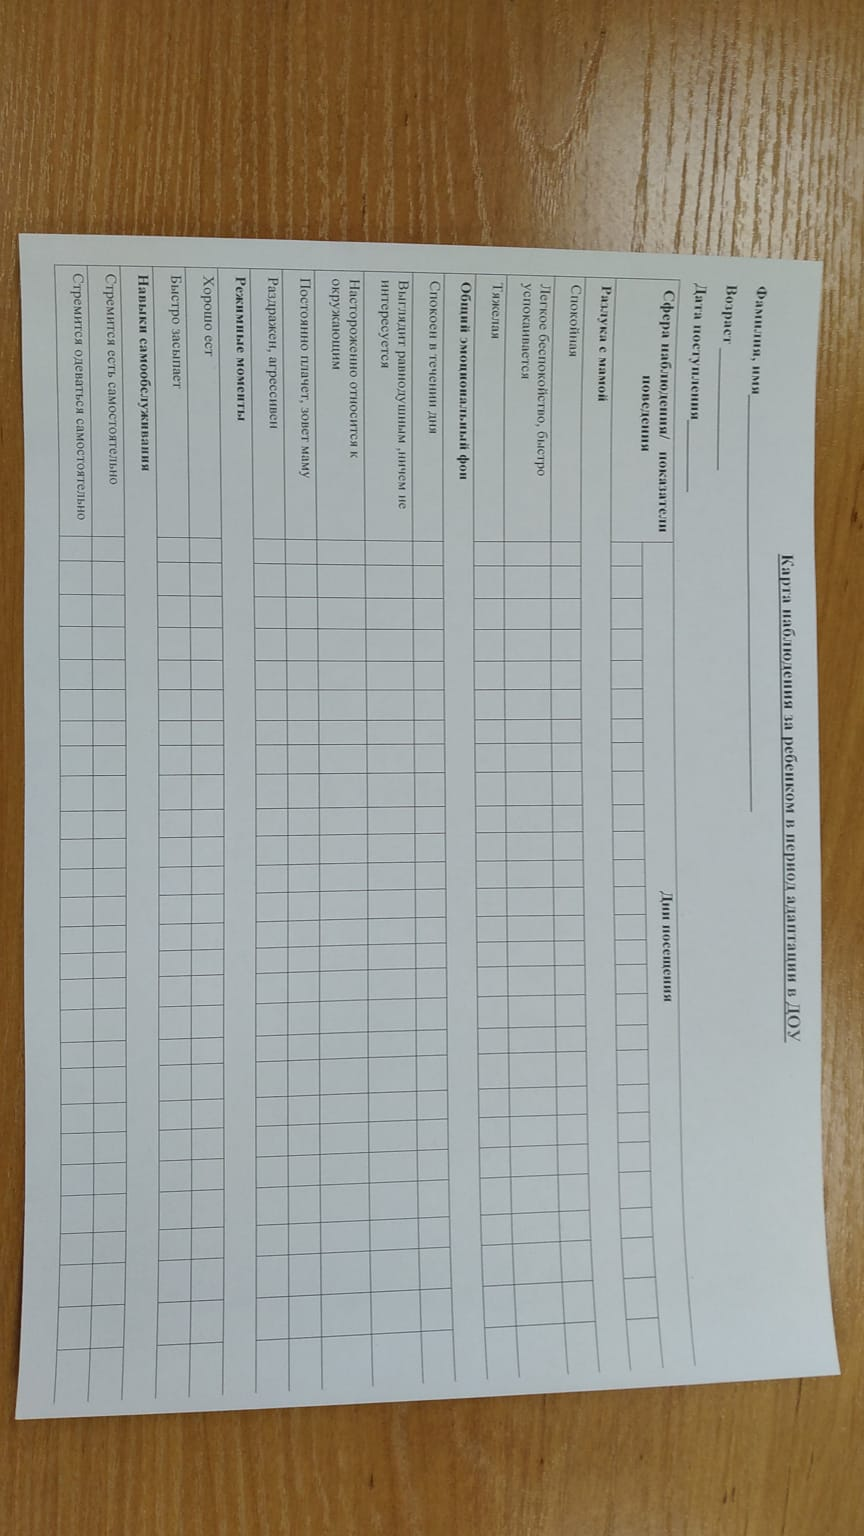 Карта наблюдения за ребенком в период адаптации в ДОУ
Фамилия, имя
Возраст
Дата поступления
Сфера наблюдения/ показатели
поведения
Дни посещения
Разлука с мамой
Спокойная
Легкое беспокойство, быстро
успокаивается
Тяжелая
Общий эмоциональный фон
Спокоен в течении дня
Выглядит равнодушным ,ничем не
интересуется
Настороженно относится к
окружающим
Постоянно плачет, зовет маму
Раздражен, агрессивен
Режимные моменты
Хорошо ест
Быстро засыпает
Навыки самообслуживания
Стремится есть самостоятельно
Стремится одеваться самостоятельно